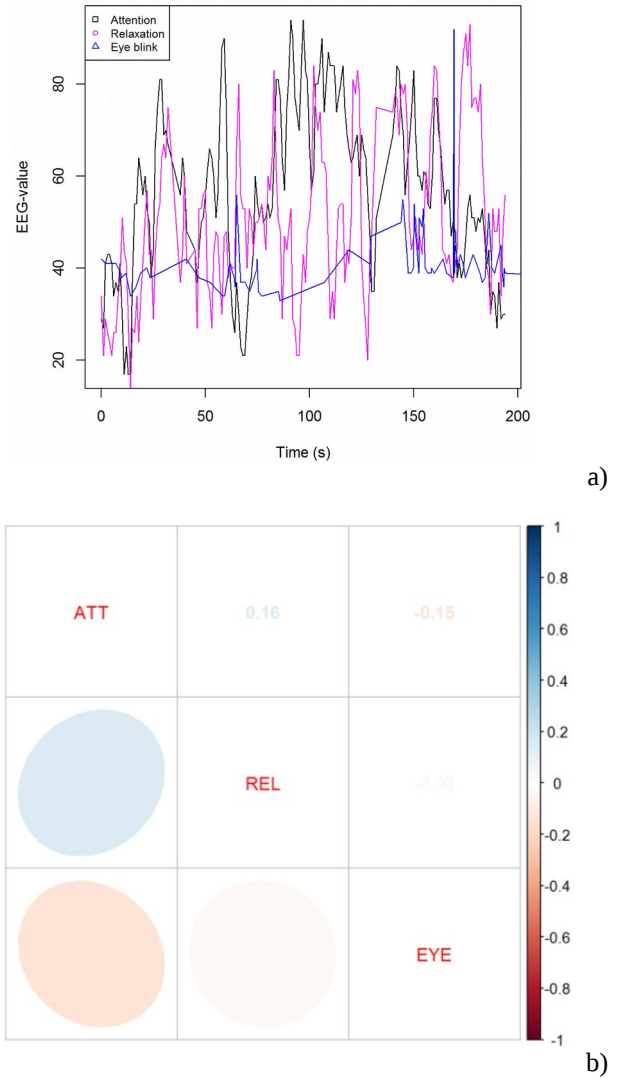 Attention
Relaxation
Eye blink
EEG-value
20
40
60
80
0
50
100
150
200
Time (s)
a)
ATT
0.16
-0.15
REL
-0.03
EYE
1
0.8
0.6
0.4
0.2
0
-0.2
-0.4
-0.6
-0.8
-1
b)